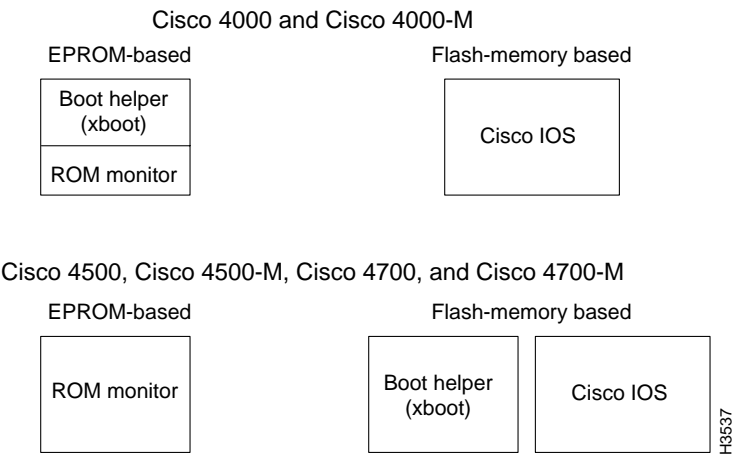 Cisco 4000 and Cisco 4000-M
EPROM-based
Flash-memory based
Boot helper
(xboot)
ROM monitor
Cisco IOS
Cisco 4500, Cisco 4500-M, Cisco 4700, and Cisco 4700-M
EPROM-based
Flash-memory based
ROM monitor
Boot helper
(xboot)
Cisco IOS
H3537